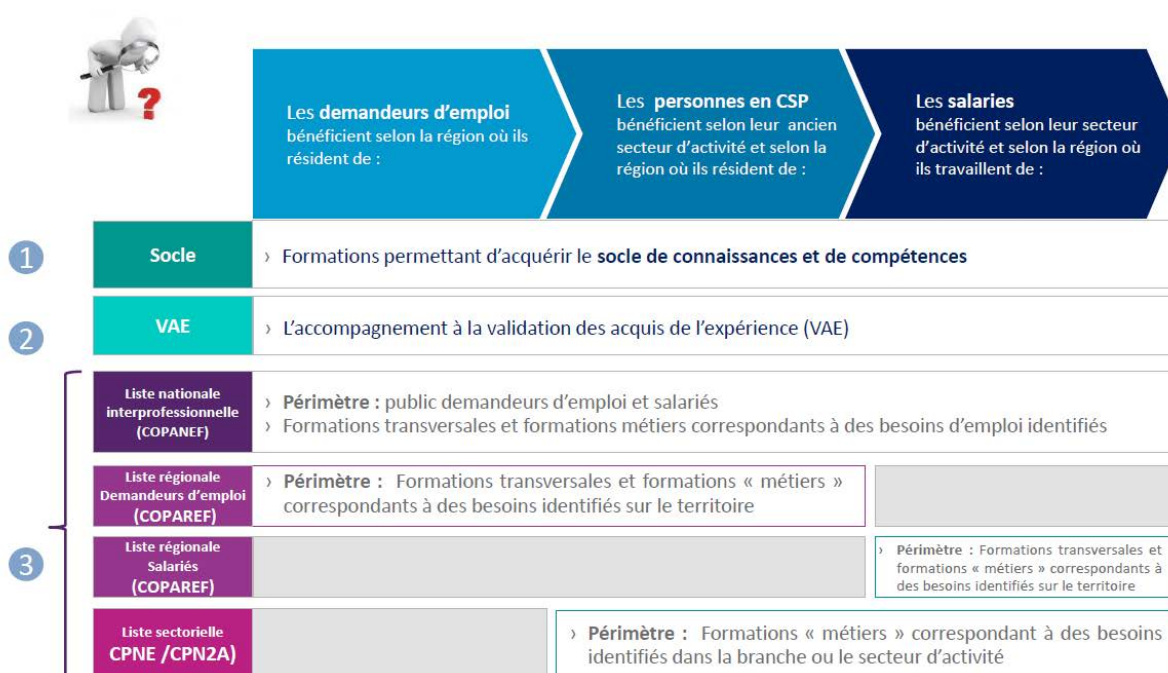 ?
Les demandeurs d'emploi
bénéficient selon la région où ils
résident de :
Les personnes en CSP
bénéficient selon leur ancien
secteur d'activité et selon la
région où ils résident de :
Les salaries
bénéficient selon leur secteur
d'activité et selon la région où
ils travaillent de :
1
Socle
› Formations permettant d'acquérir le socle de connaissances et de compétences
2
VAE
› L'accompagnement à la validation des acquis de l'expérience (VAE)
3
Liste nationale
interprofessionnelle
(COPANEF)
› Périmètre : public demandeurs d'emploi et salariés
› Formations transversales et formations métiers correspondants à des besoins d'emploi identifiés
Liste régionale
Demandeurs d'emploi
(COPAREF)
› Périmètre : Formations transversales et formations « métiers »
correspondants à des besoins identifiés sur le territoire
Liste régionale
Salariés
(COPAREF)
› Périmètre : Formations transversales et
formations « métiers » correspondants à
des besoins identifiés sur le territoire
Liste sectorielle
CPNE /CPN2A)
› Périmètre : Formations « métiers » correspondant à des besoins
identifiés dans la branche ou le secteur d'activité